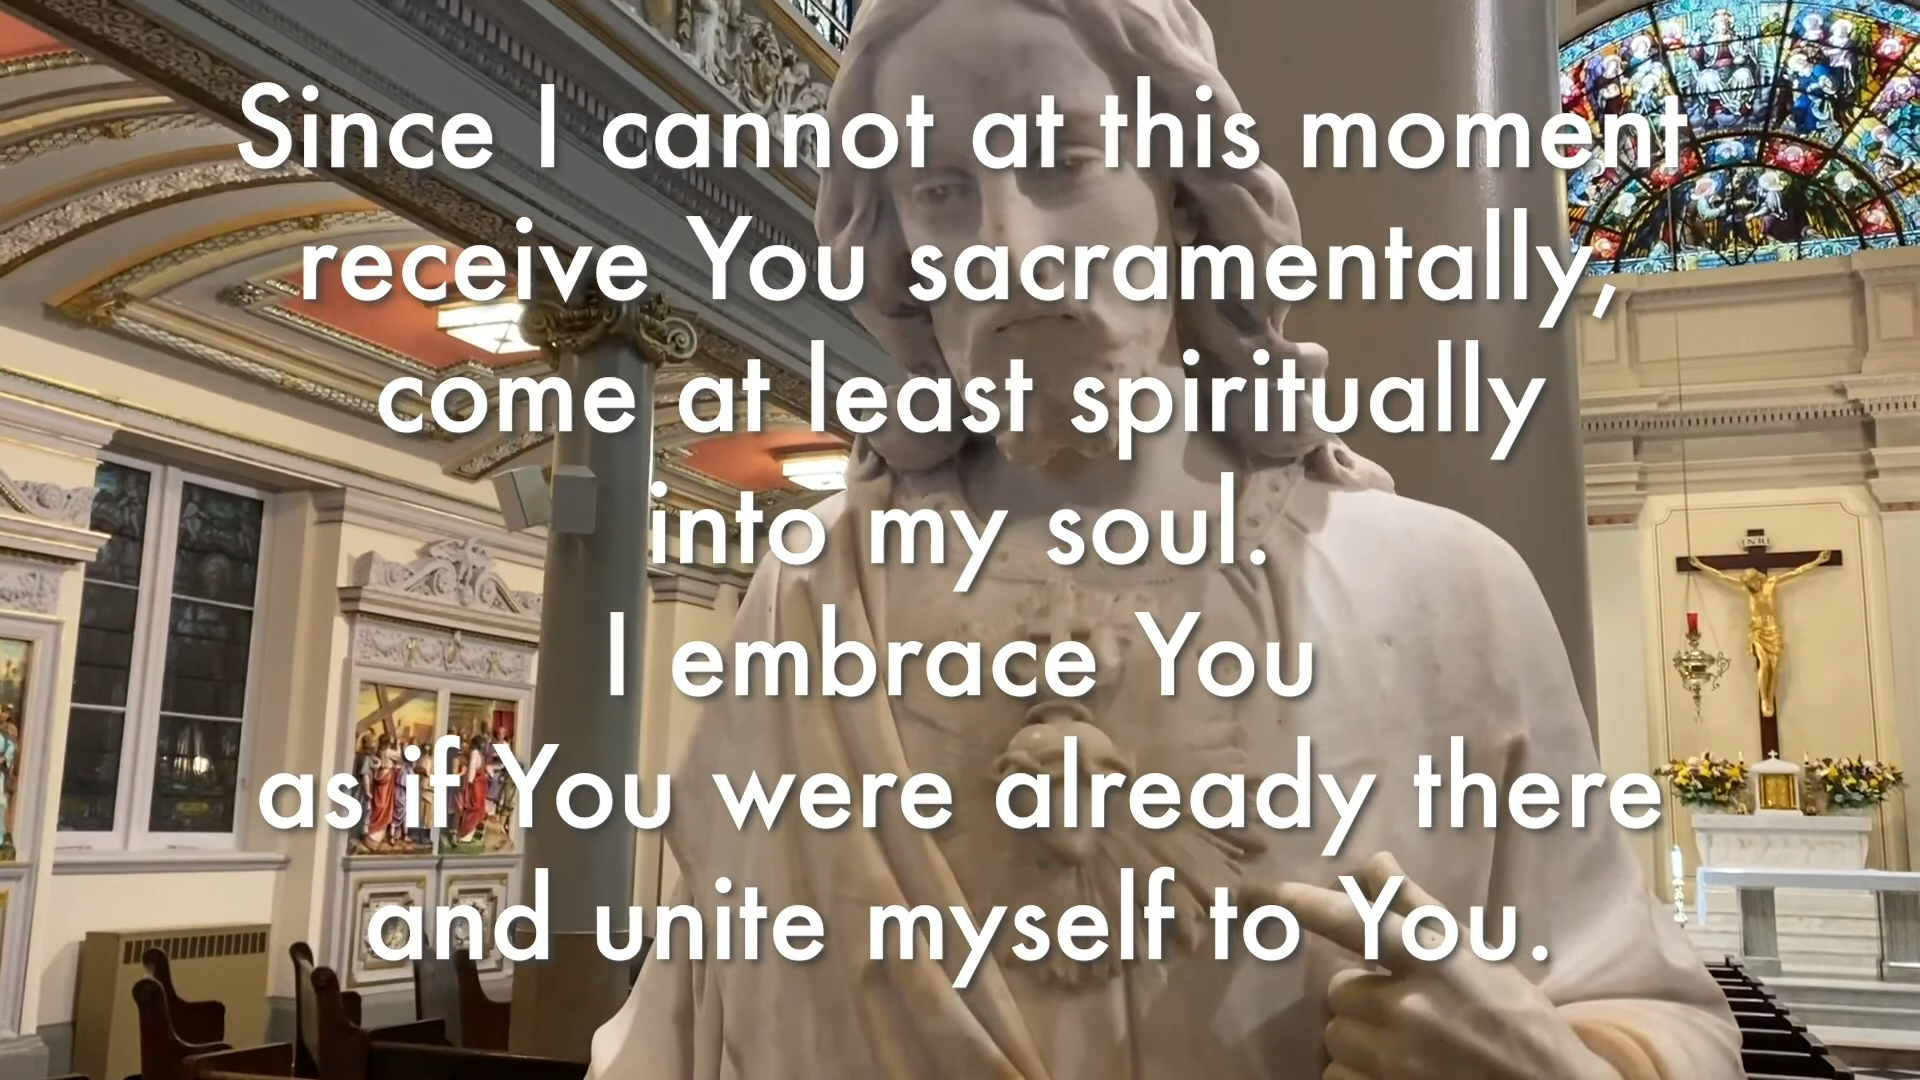 Since I cannot at this moment
receive You sacramentally,
come at least spiritually
into my soul.
I embrace You
as if You were already there
and unite myself to You.
INRI